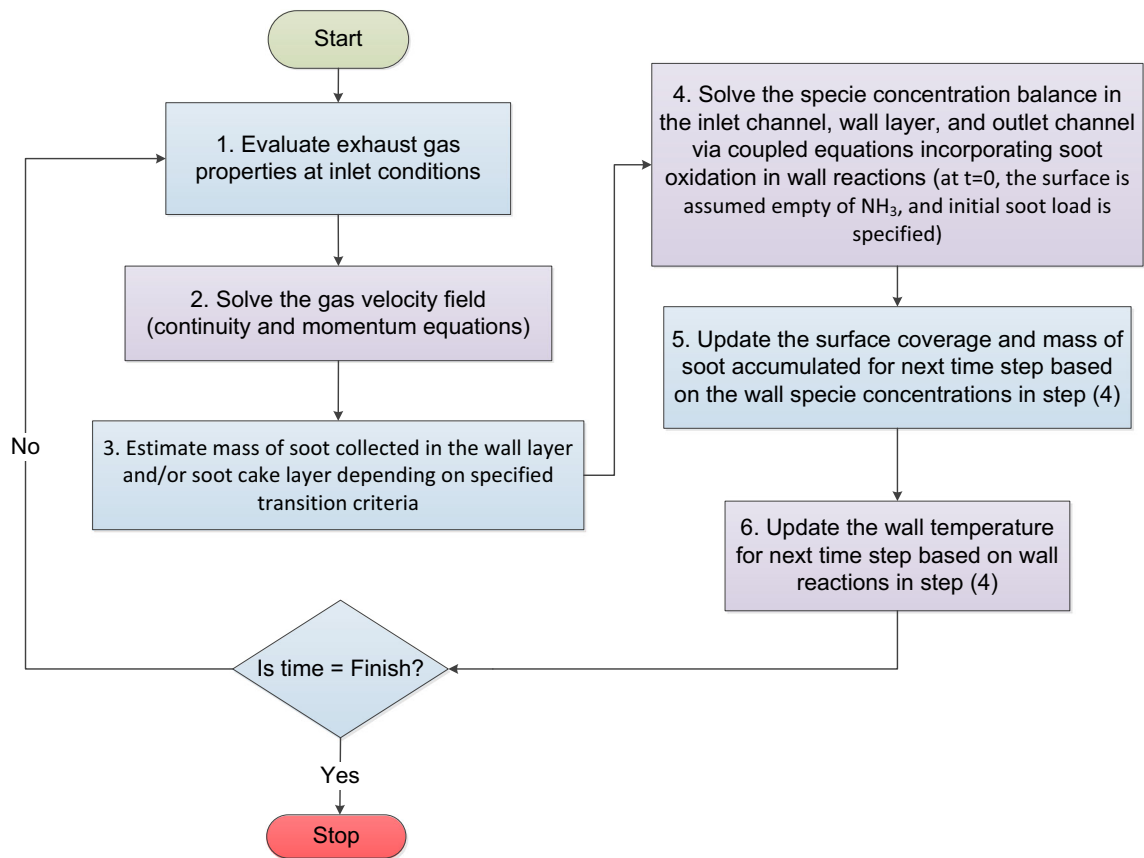 Start
1. Evaluate exhaust gas
properties at inlet conditions
2. Solve the gas velocity field
(continuity and momentum equations)
3. Estimate mass of soot collected in the wall layer
and/or soot cake layer depending on specified
transition criteria
4. Solve the specie concentration balance in
the inlet channel, wall layer, and outlet channel
via coupled equations incorporating soot
oxidation in wall reactions (at t=0, the surface is
assumed empty of NH₃, and initial soot load is
specified)
5. Update the surface coverage and mass of
soot accumulated for next time step based
on the wall specie concentrations in step (4)
6. Update the wall temperature
for next time step based on wall
reactions in step (4)
Is time = Finish?
No
Yes
Stop